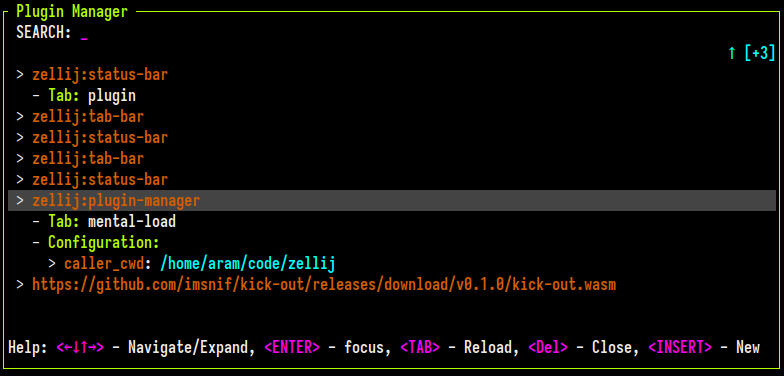 Plugin Manager
SEARCH: _
↑ [+3]
> zellij:status-bar
- Tab: plugin
> zellij:tab-bar
> zellij:status-bar
> zellij:tab-bar
> zellij:status-bar
> zellij:plugin-manager
- Tab: mental-load
- Configuration:
> caller_cwd: /home/aram/code/zellij
> https://github.com/imsnif/kick-out/releases/download/v0.1.0/kick-out.wasm
Help: <←↓↑→> - Navigate/Expand, <ENTER> - focus, <TAB> - Reload, <Del> - Close, <INSERT> - New